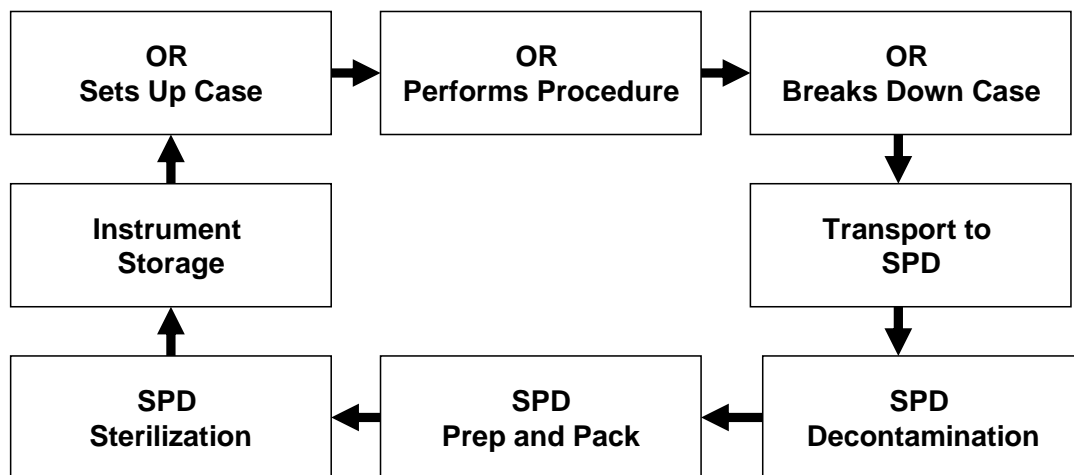 OR
Sets Up Case
OR
Performs Procedure
OR
Breaks Down Case
Instrument
Storage
Transport to
SPD
SPD
Sterilization
SPD
Prep and Pack
SPD
Decontamination